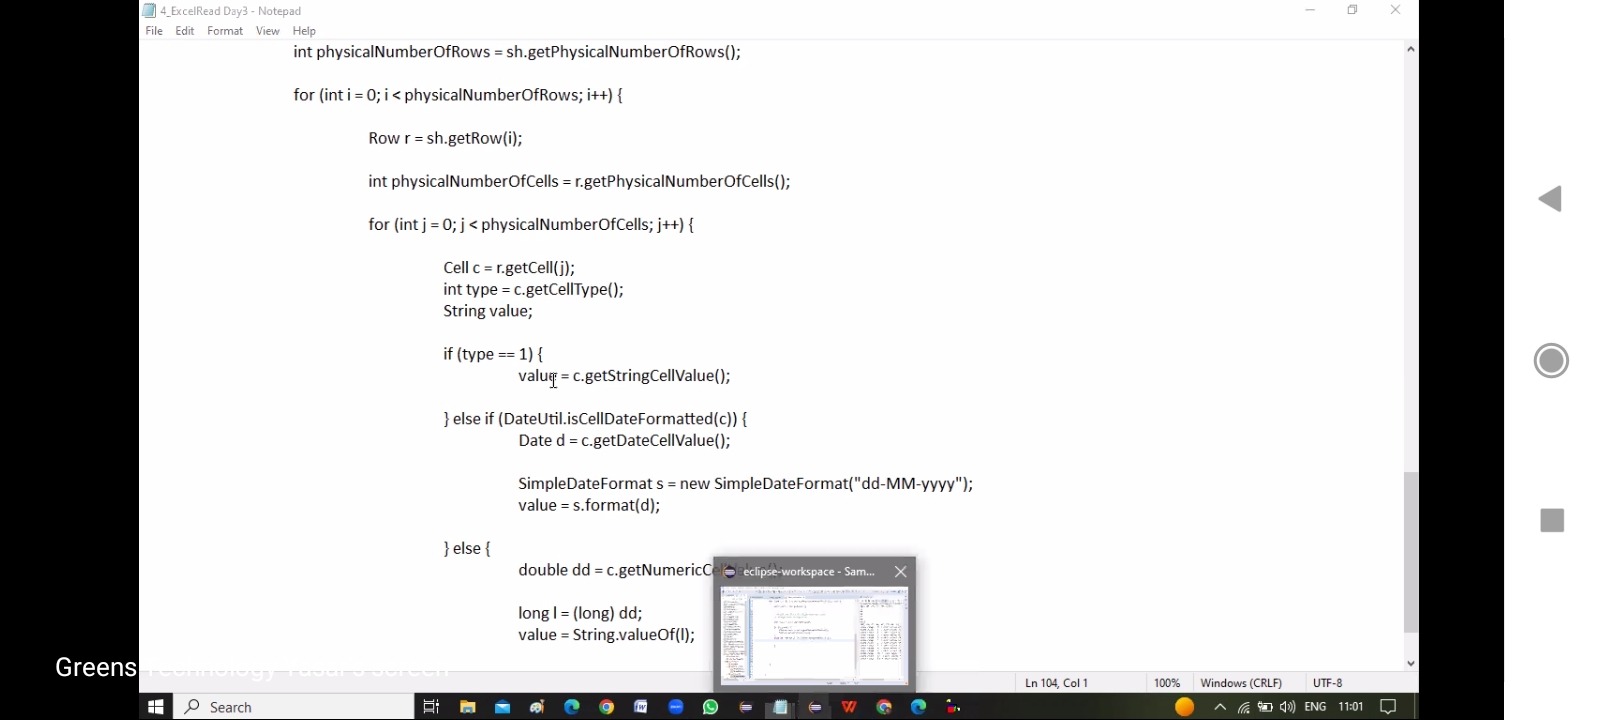 4_ExcelRead Day3 - Notepad
File Edit Format View Help
int physicalNumberOfRows = sh.getPhysicalNumberOfRows();
for (int i = 0; i < physicalNumberOfRows; i++) {
Row r = sh.getRow(i);
int physicalNumberOfCells = r.getPhysicalNumberOfCells();
for (int j = 0; j < physicalNumberOfCells; j++) {
Cell c = r.getCell(j);
int type = c.getCellType();
String value;
if (type == 1) {
value = c.getStringCellValue();
} else if (DateUtil.isCellDateFormatted(c)) {
Date d = c.getDateCellValue();
SimpleDateFormat s = new SimpleDateFormat("dd-MM-yyyy");
value = s.format(d);
} else {
double dd = c.getNumericC
eclipse-workspace - Sam...
long l = (long) dd;
value = String.valueOf(l);
Greens Technology Yasar's screen
Ln 104, Col 1 100% Windows (CRLF) UTF-8
Search
ENG 11:01